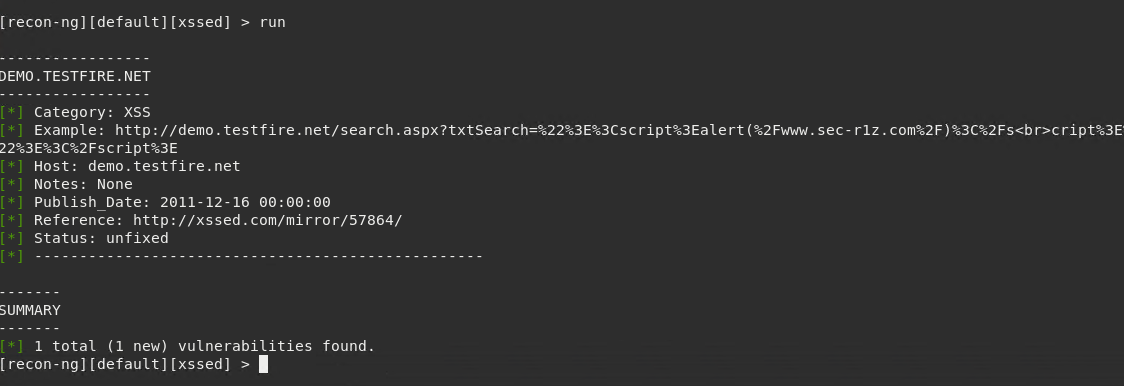 [recon-ng][default][xssed] > run
-----------------
DEMO.TESTFIRE.NET
-----------------
[*] Category: XSS
[*] Example: http://demo.testfire.net/search.aspx?txtSearch=%22%3E%3Cscript%3Ealert(%2Fwww.sec-r1z.com%2F)%3C%2Fs<br>cript%3E%
22%3E%3C%2Fscript%3E
[*] Host: demo.testfire.net
[*] Notes: None
[*] Publish_Date: 2011-12-16 00:00:00
[*] Reference: http://xssed.com/mirror/57864/
[*] Status: unfixed
[*] --------------------------------------------------
-------
SUMMARY
-------
[*] 1 total (1 new) vulnerabilities found.
[recon-ng][default][xssed] >